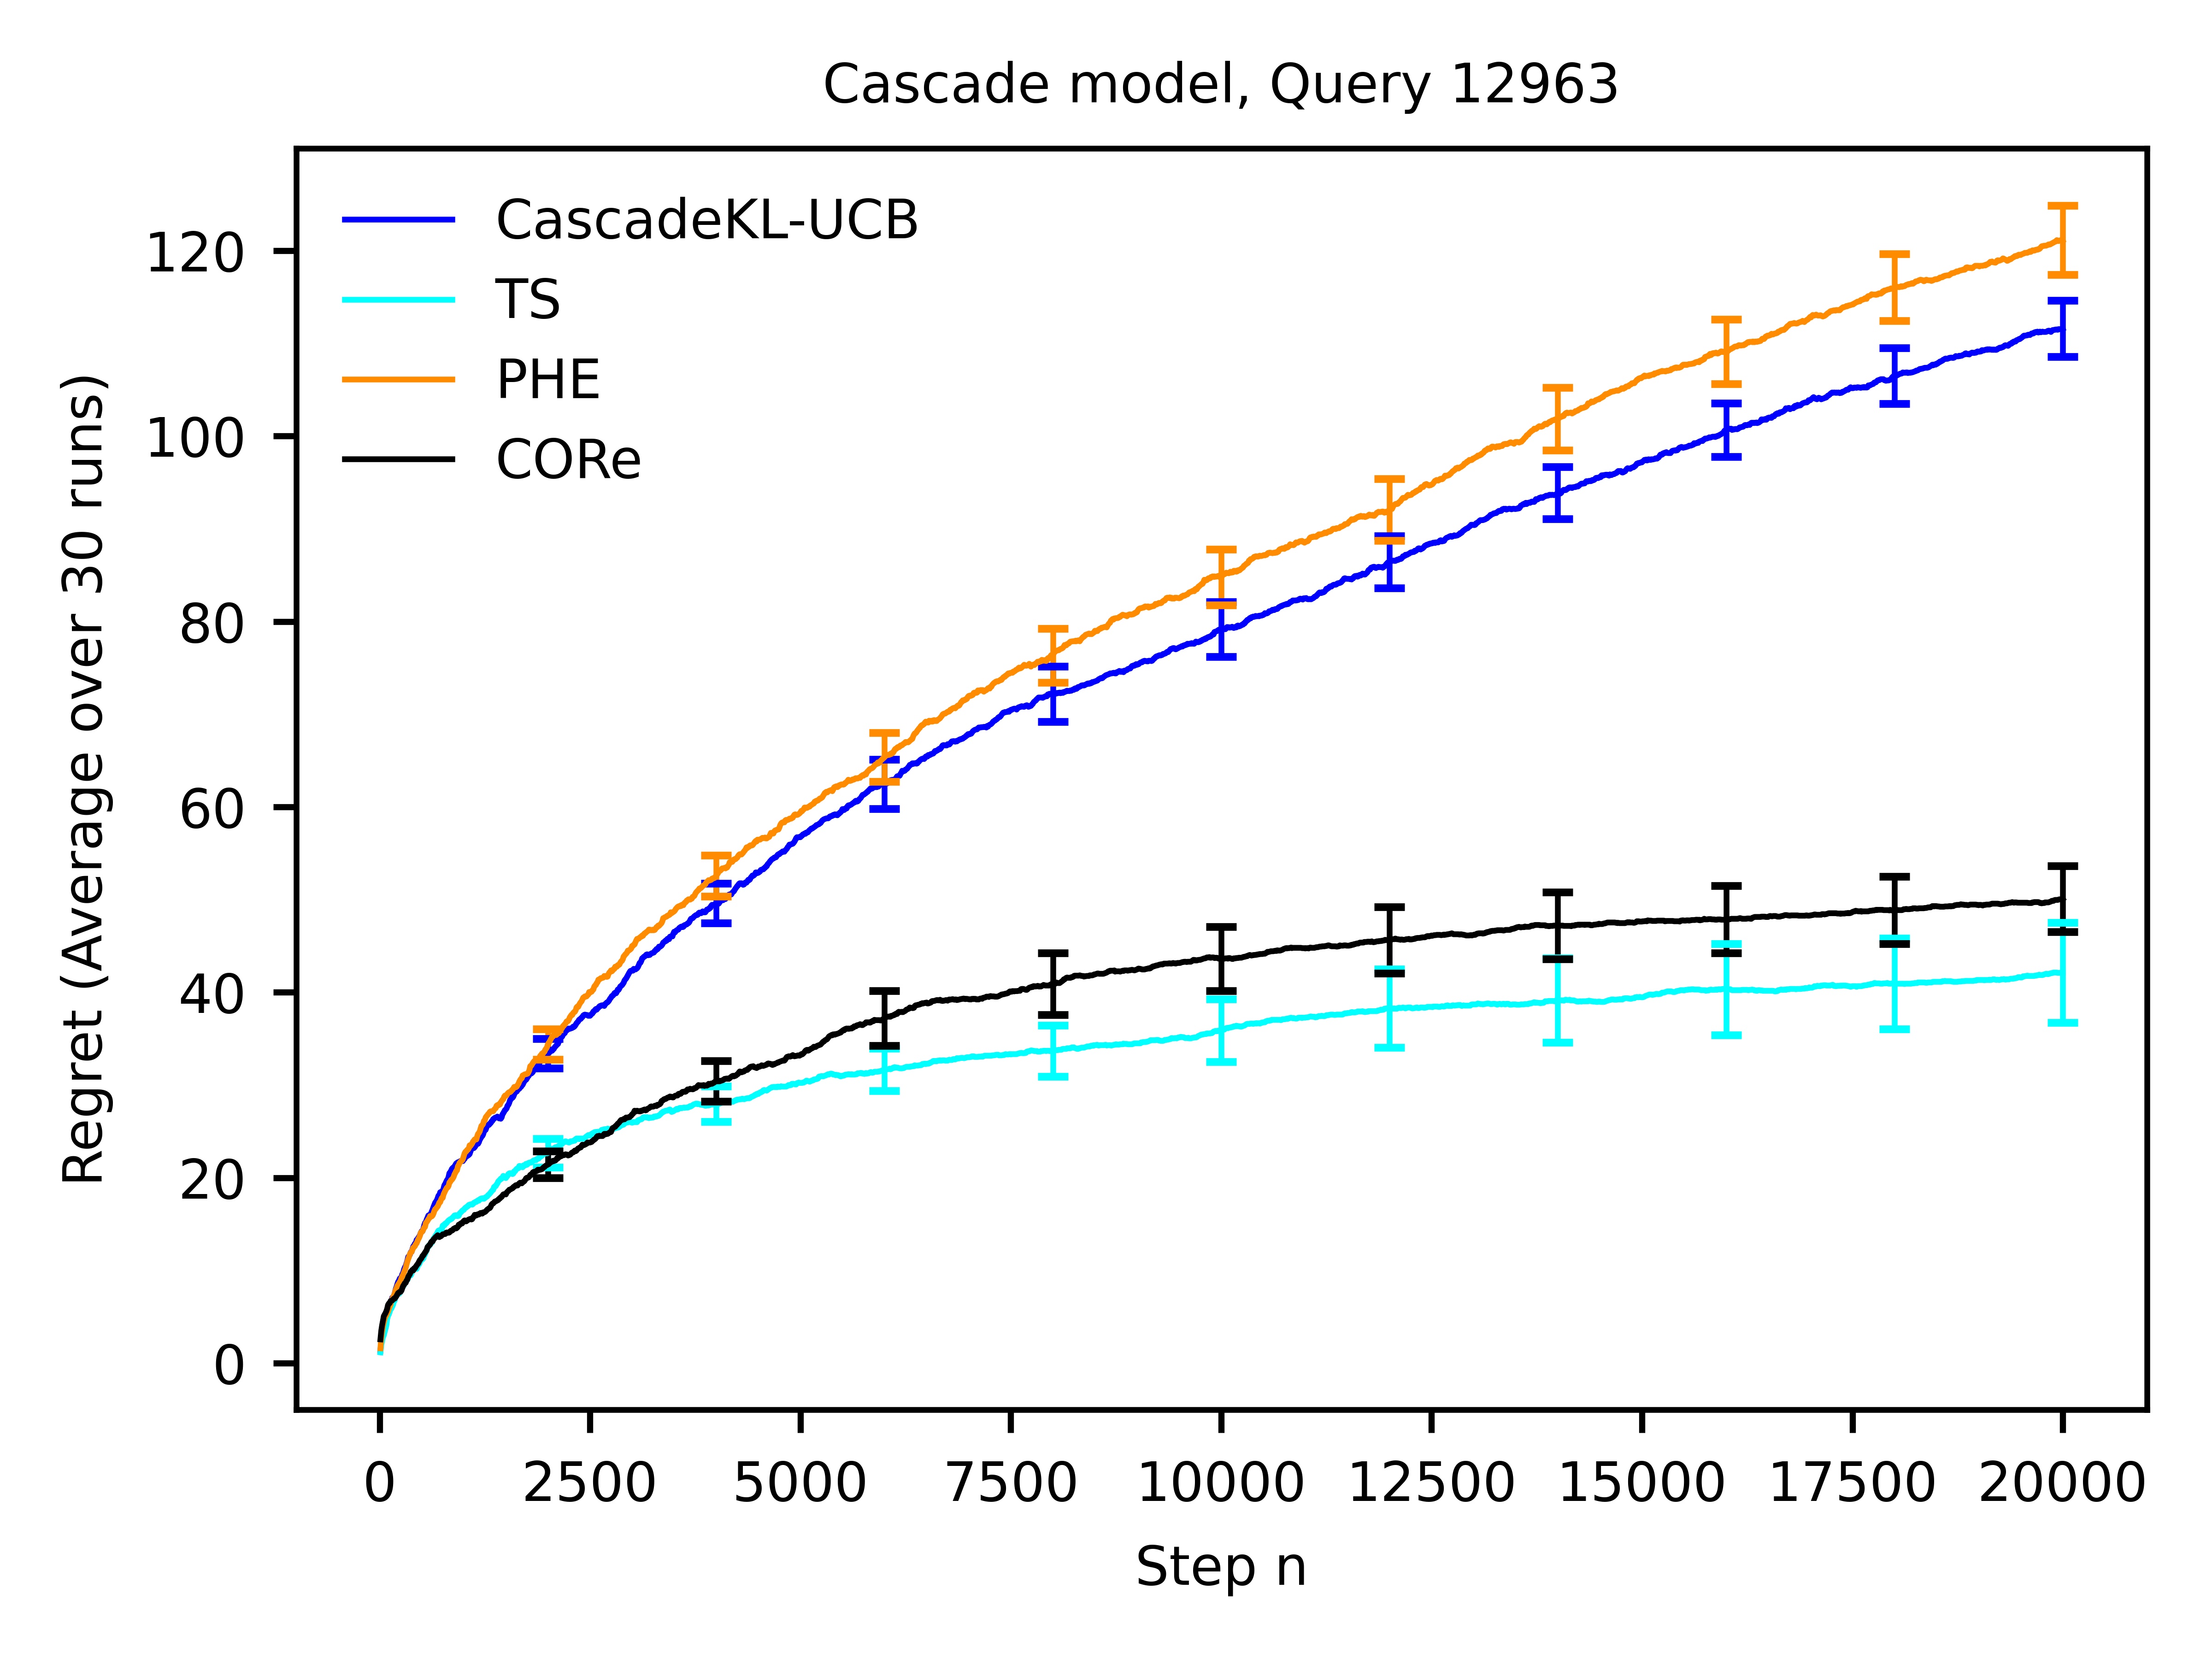 Cascade model, Query 12963
CascadeKL-UCB
TS
PHE
CORe
Regret (Average over 30 runs)
120
100
80
60
40
20
0
0 2500 5000 7500 10000 12500 15000 17500 20000
Step n